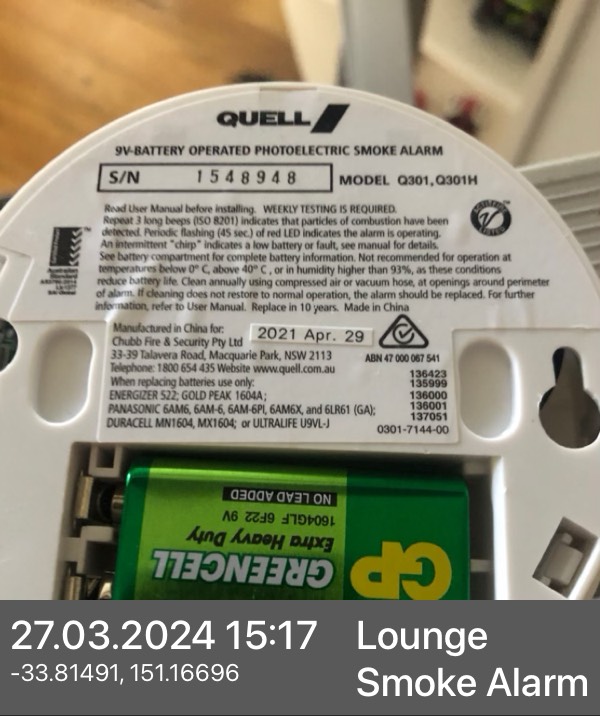 QUELL
9V-BATTERY OPERATED PHOTOELECTRIC SMOKE ALARM
S/N 1548948 MODEL Q301,Q301H
Read User Manual before installing. WEEKLY TESTING IS REQUIRED.
Repeat 3 long beeps (ISO 8201) indicates that particles of combustion have been
detected. Periodic flashing (45 sec.) of red LED indicates the alarm is operating.
An intermittent "chirp" indicates a low battery or fault, see manual for details.
See battery compartment for complete battery information. Not recommended for operation at
temperatures below 0° C, above 40° C, or in humidity higher than 93%, as these conditions
reduce battery life. Clean annually using compressed air or vacuum hose, at openings around perimeter
of alarm. If cleaning does not restore to normal operation, the alarm should be replaced. For further
information, refer to User Manual. Replace in 10 years. Made in China
Australian
Standard
Manufactured in China for:
Chubb Fire & Security Pty Ltd
2021 Apr. 29
33-39 Talavera Road, Macquarie Park, NSW 2113
ABN 47 000 067 541
Telephone: 1800 654 435 Website www.quell.com.au
When replacing batteries use only:
ENERGIZER 522; GOLD PEAK 1604A;
PANASONIC 6AM6, 6AM-6, 6AM-6PI, 6AM6X, and 6LR61 (GA);
DURACELL MN1604, MX1604; or ULTRALIFE U9VL-J
136423
135999
136000
136001
137051
0301-7144-00
GP
GREENCELL
Extra Heavy Duty
1604GLF 6F22 9V
NO LEAD ADDED
27.03.2024 15:17
-33.81491, 151.16696
Lounge
Smoke Alarm